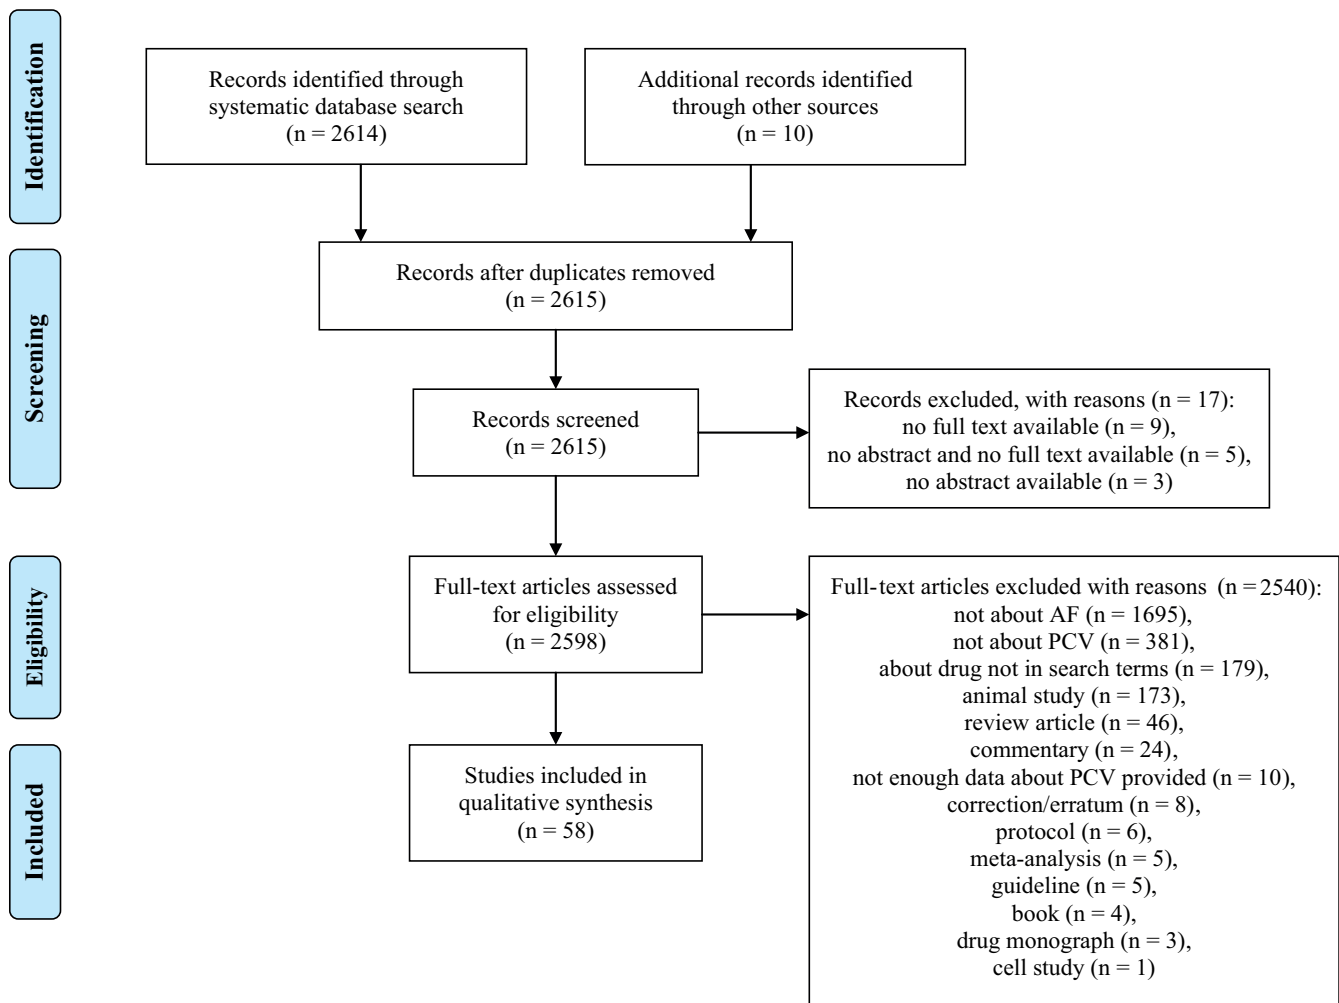 Identification
Records identified through
systematic database search
(n = 2614)
Additional records identified
through other sources
(n = 10)
Screening
Records after duplicates removed
(n = 2615)
Records screened
(n = 2615)
Records excluded, with reasons (n = 17):
no full text available (n = 9),
no abstract and no full text available (n = 5),
no abstract available (n = 3)
Eligibility
Full-text articles assessed
for eligibility
(n = 2598)
Full-text articles excluded with reasons (n = 2540):
not about AF (n = 1695),
not about PCV (n = 381),
about drug not in search terms (n = 179),
animal study (n = 173),
review article (n = 46),
commentary (n = 24),
not enough data about PCV provided (n = 10),
correction/erratum (n = 8),
protocol (n = 6),
meta-analysis (n = 5),
guideline (n = 5),
book (n = 4),
drug monograph (n = 3),
cell study (n = 1)
Included
Studies included in
qualitative synthesis
(n = 58)